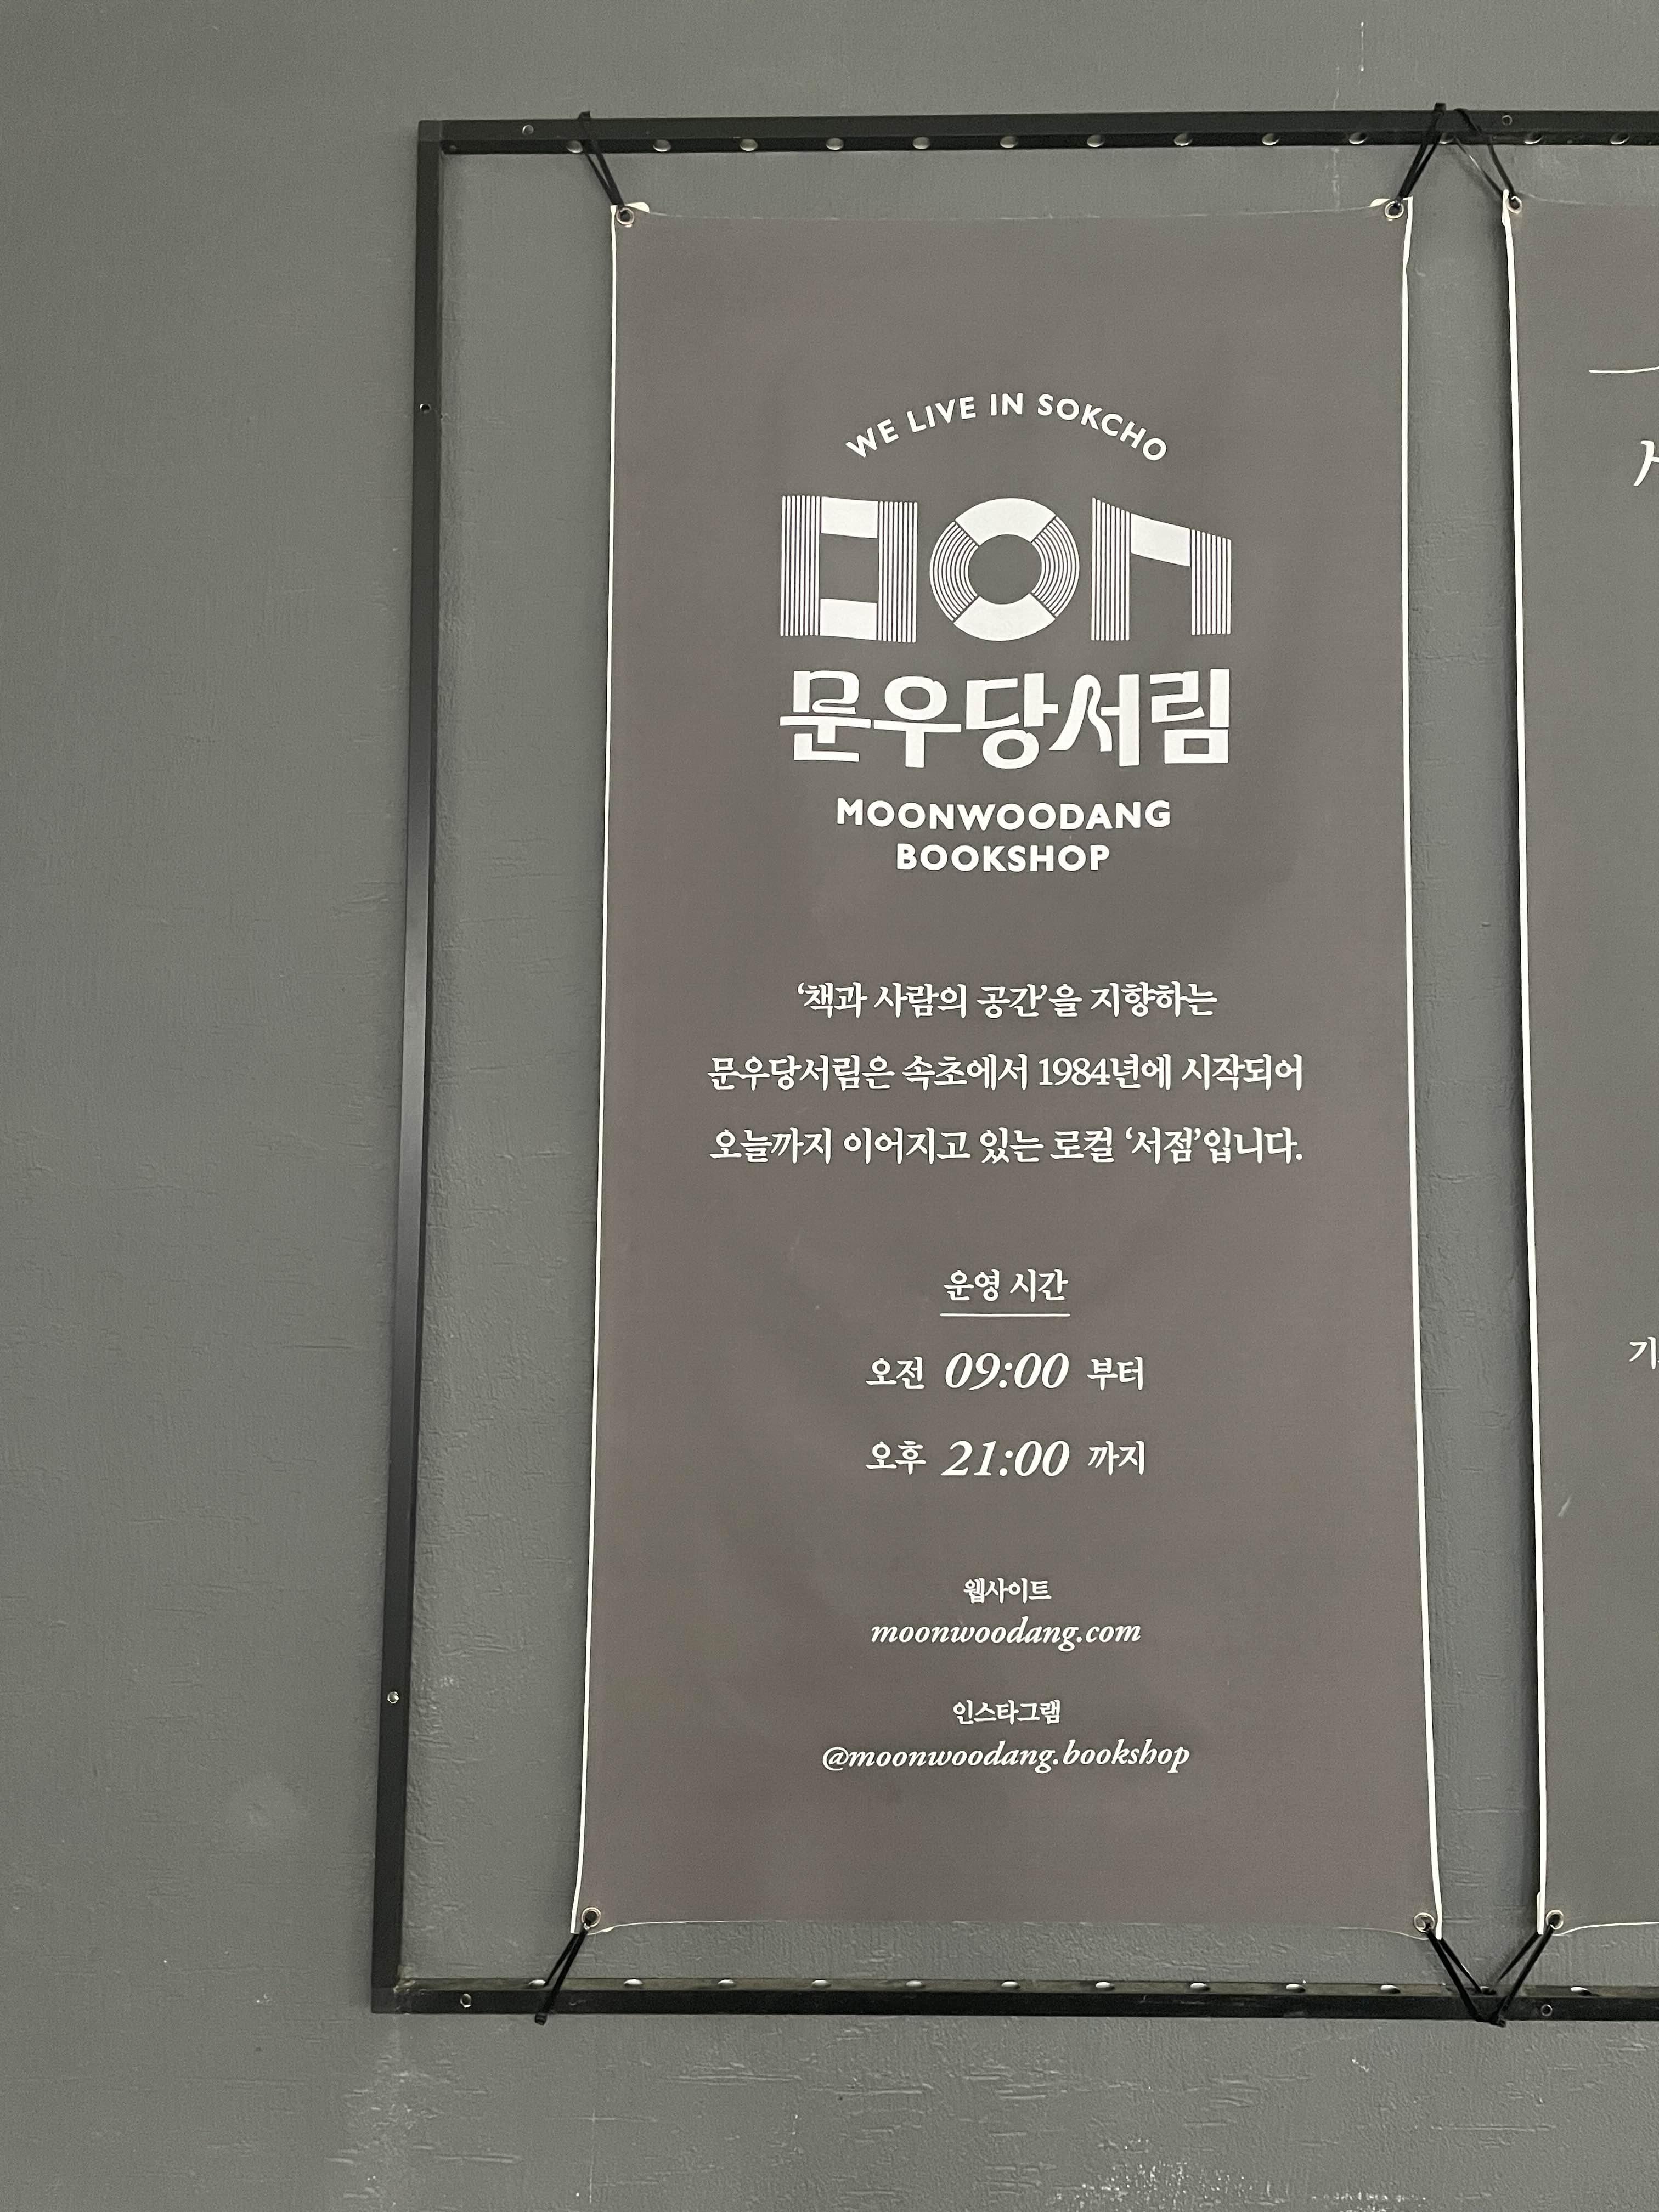 WE LIVE IN SOKCHO
문우당서림
MOONWOODANG
BOOKSHOP
‘책과 사람의 공간’을 지향하는
문우당서림은 속초에서 1984년에 시작되어
오늘까지 이어지고 있는 로컬 ‘서점’입니다.
운영 시간
오전 09:00 부터
오후 21:00 까지
웹사이트
moonwoodang.com
인스타그램
@moonwoodang.bookshop